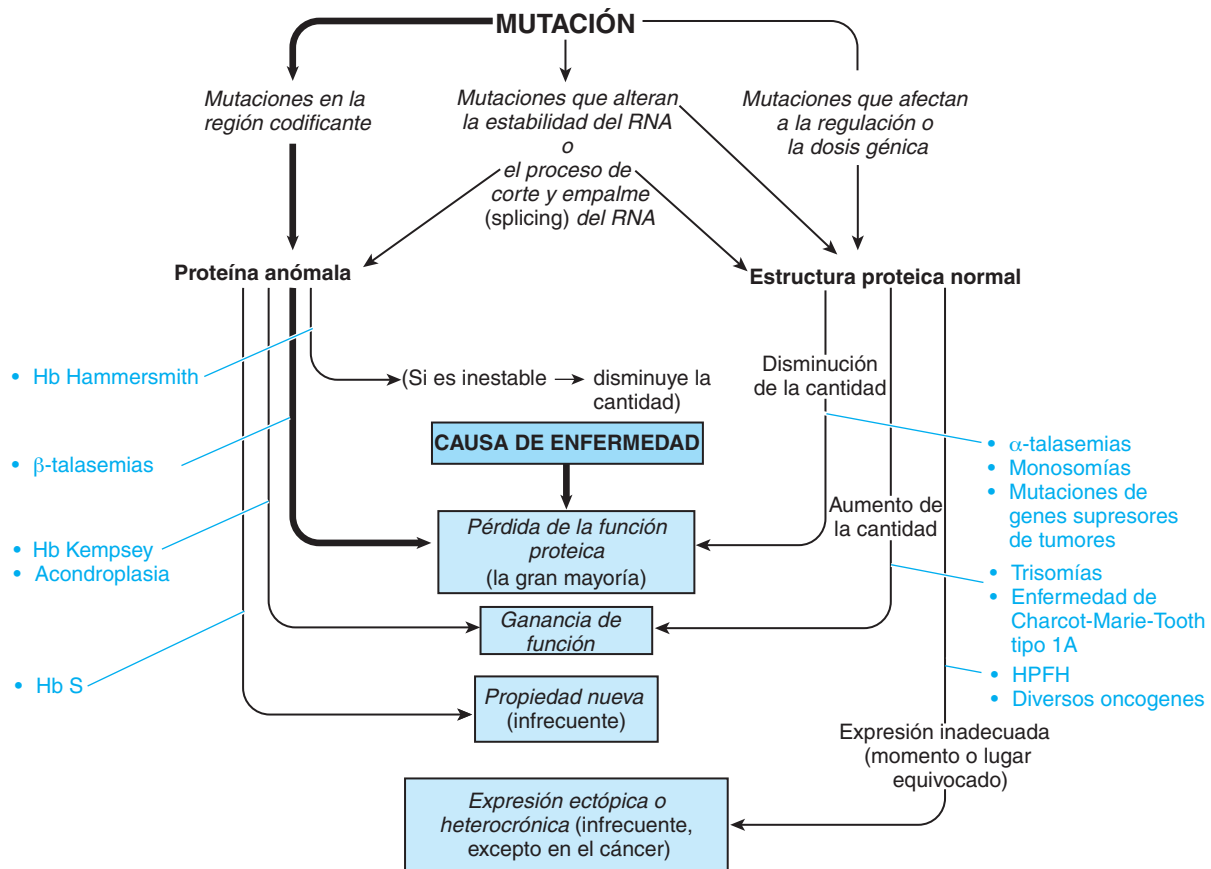 MUTACIÓN
Mutaciones en la
región codificante
Mutaciones que alteran
la estabilidad del RNA
o
el proceso de
corte y empalme
(splicing) del RNA
Mutaciones que afectan
a la regulación o
la dosis génica
Proteína anómala
Estructura proteica normal
• Hb Hammersmith
• β-talasemias
• Hb Kempsey
• Acondroplasia
• Hb S
(Si es inestable → disminuye la
cantidad)
CAUSA DE ENFERMEDAD
Pérdida de la función
proteica
(la gran mayoría)
Ganancia de
función
Propiedad nueva
(infrecuente)
Expresión ectópica o
heterocrónica (infrecuente,
excepto en el cáncer)
Disminución
de la cantidad
Aumento de
la cantidad
Expresión inadecuada
(momento o lugar
equivocado)
• α-talasemias
• Monosomías
• Mutaciones de
genes supresores
de tumores
• Trisomías
• Enfermedad de
Charcot-Marie-Tooth
tipo 1A
• HPFH
• Diversos oncogenes